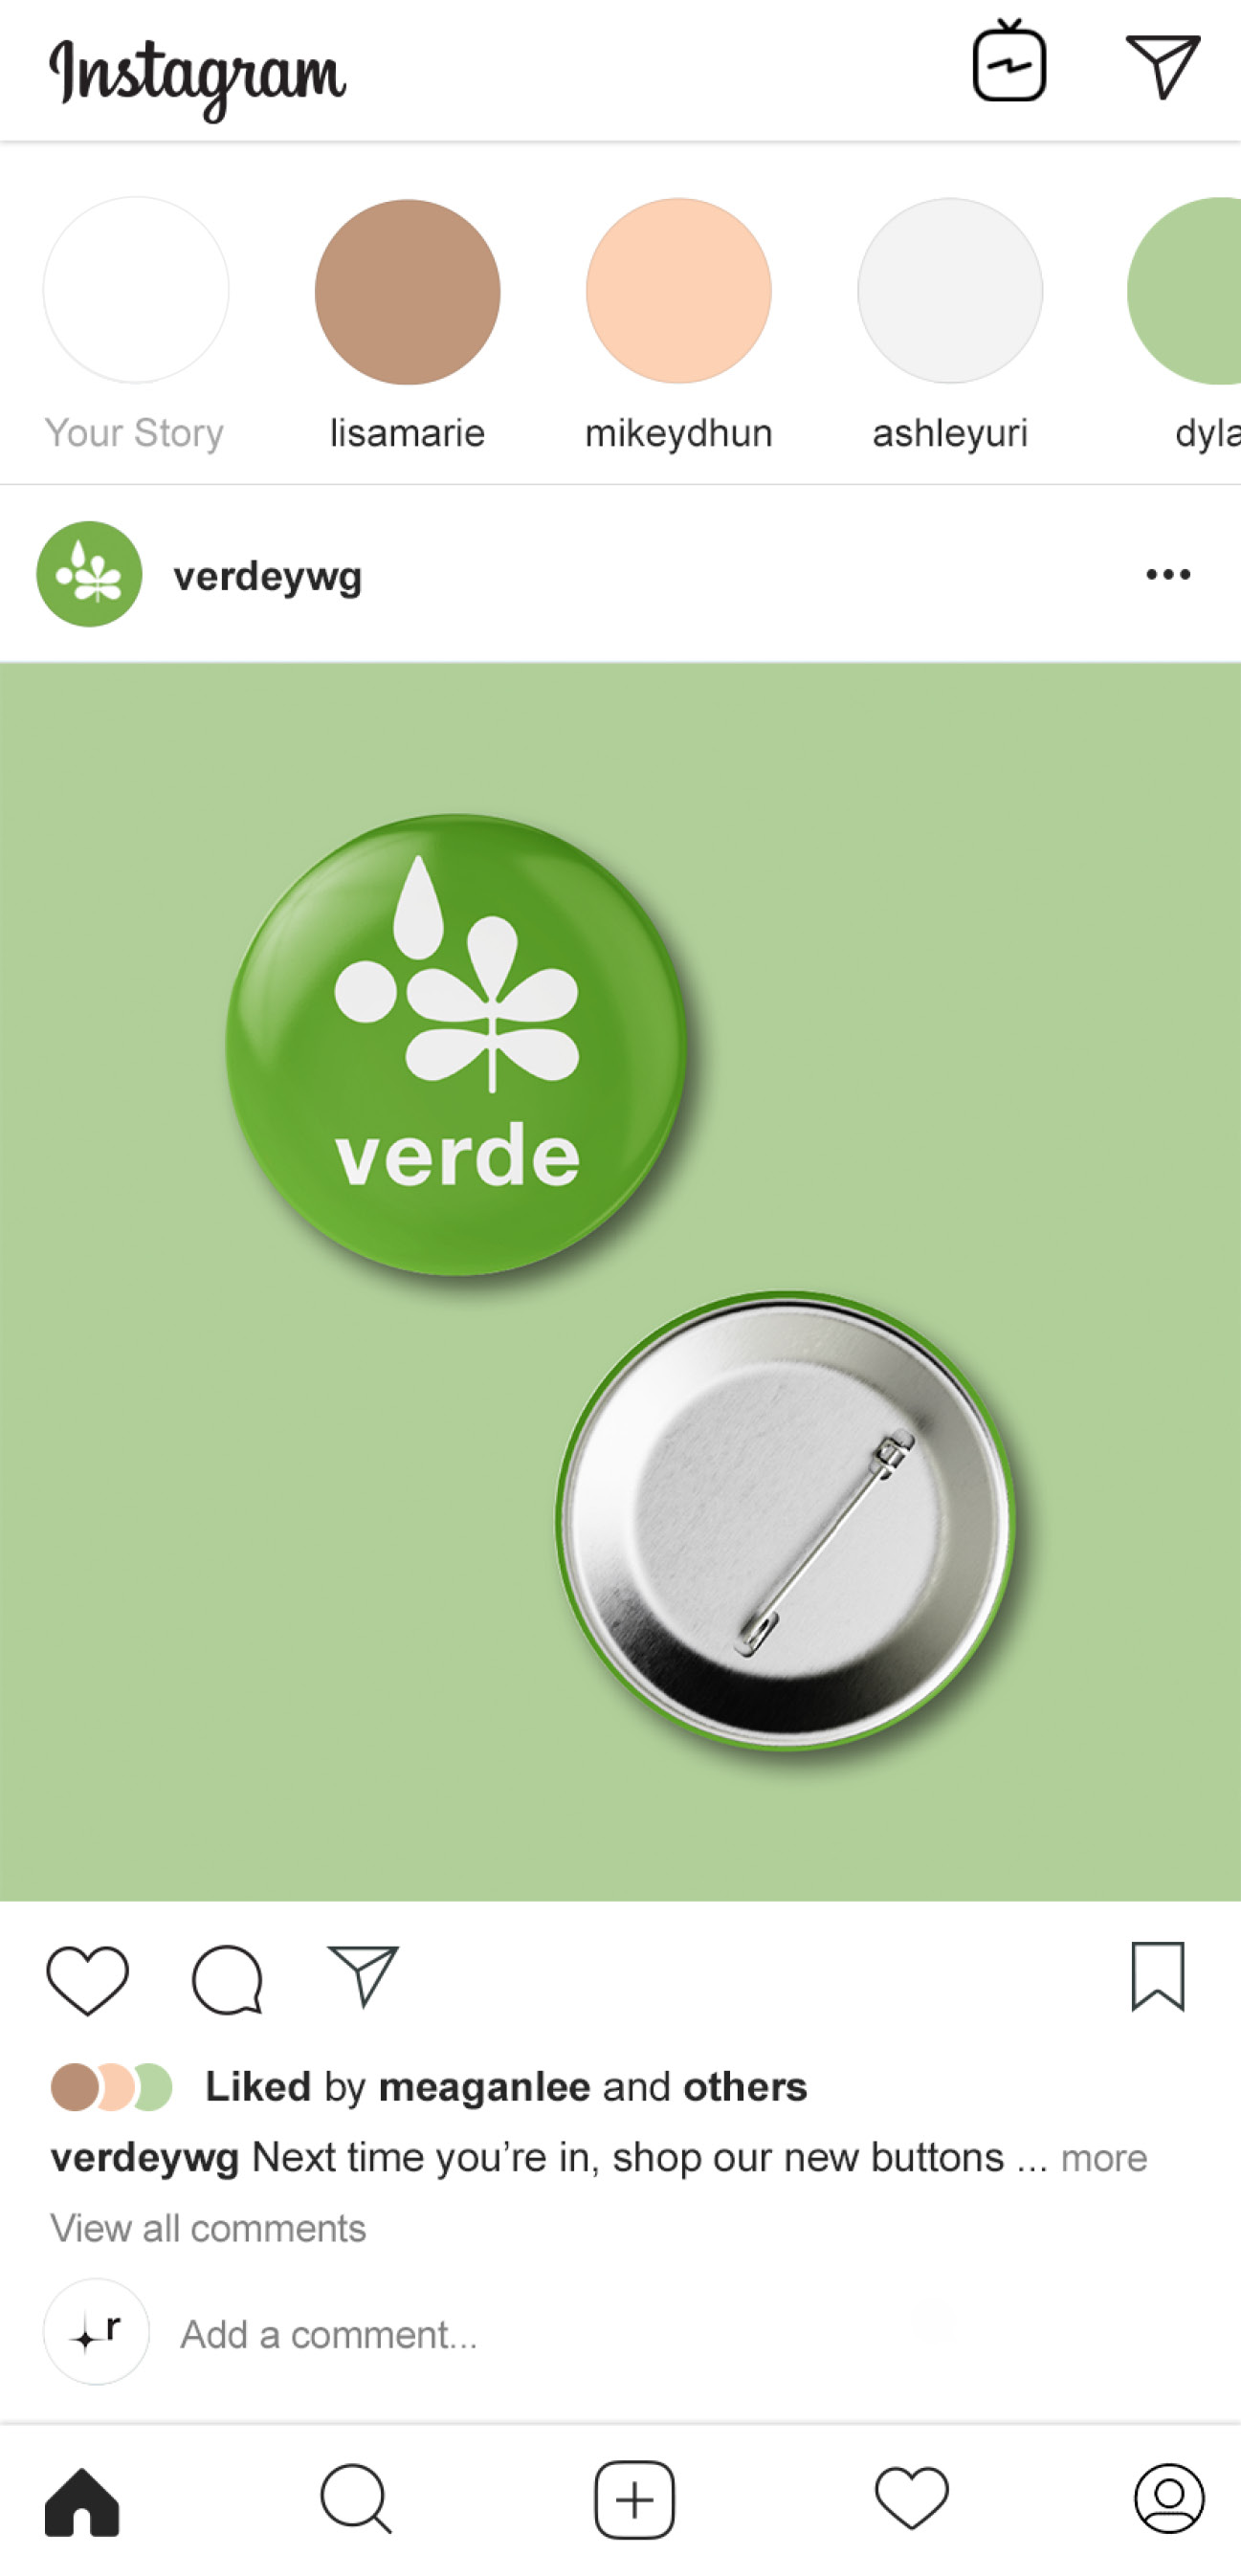 Instagram
Your Story
lisamarie
mikeydhun
ashleyuri
dyla
verdeywg
verde
Liked by meaganlee and others
verdeywg Next time you’re in, shop our new buttons ... more
View all comments
r
Add a comment...